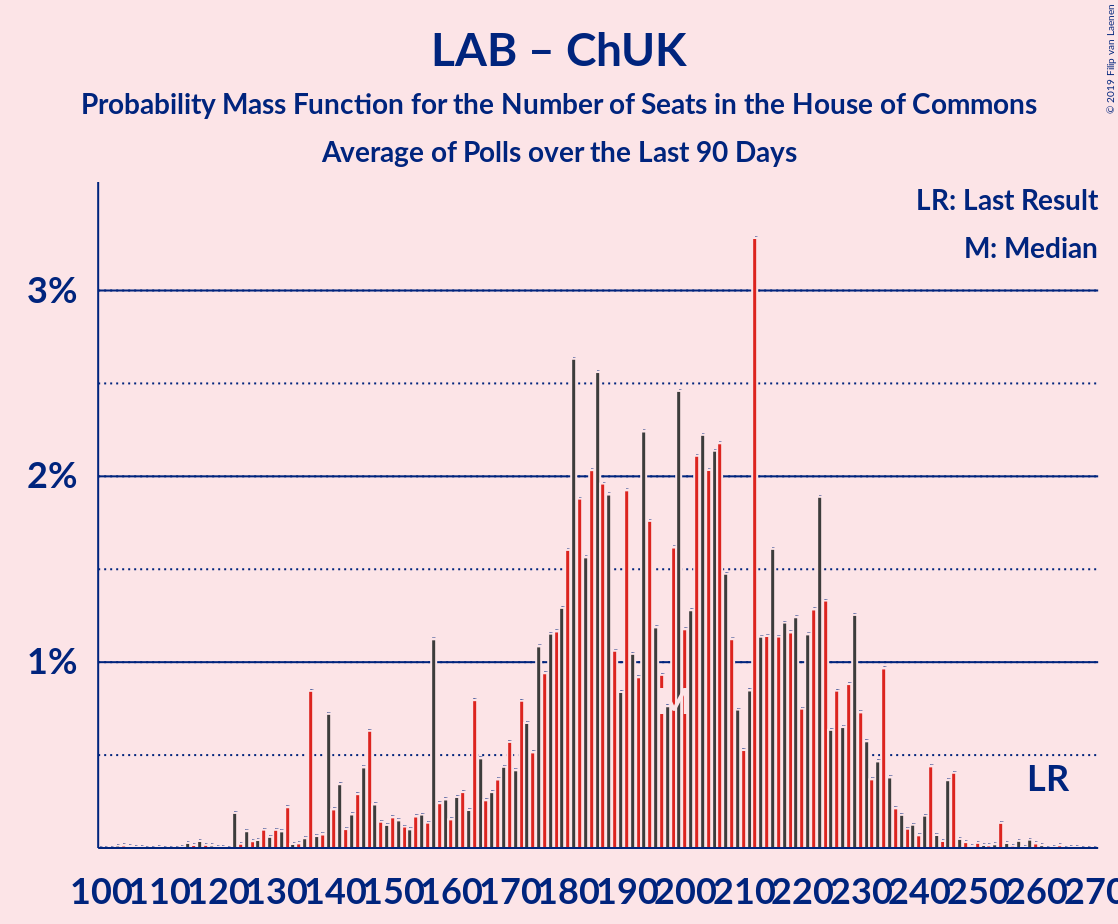 LAB – ChUK
Probability Mass Function for the Number of Seats in the House of Commons
Average of Polls over the Last 90 Days
© 2019 Filip van Laenen
LR: Last Result
M: Median
3%
2%
1%
M
LR
100 110 120 130 140 150 160 170 180 190 200 210 220 230 240 250 260 270